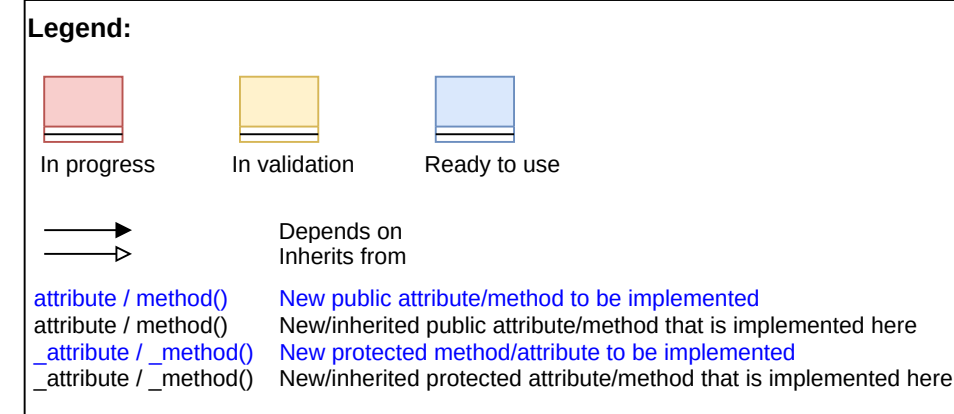 Legend:
In progress
In validation
Ready to use
Depends on
Inherits from
attribute / method() New public attribute/method to be implemented
attribute / method() New/inherited public attribute/method that is implemented here
_attribute / _method() New protected method/attribute to be implemented
_attribute / _method() New/inherited protected attribute/method that is implemented here